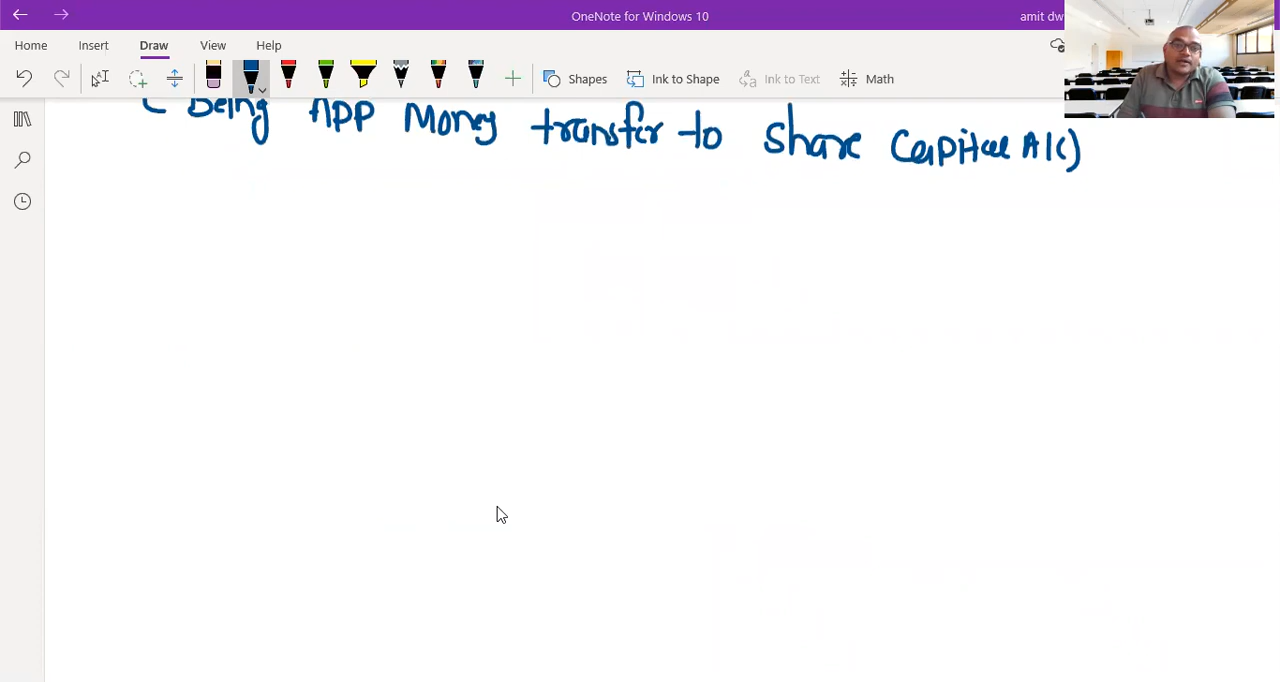 OneNote for Windows 10
amit dw
Home Insert Draw View Help
Shapes Ink to Shape Ink to Text Math
( Being App Money transfer to share Capital A/c)